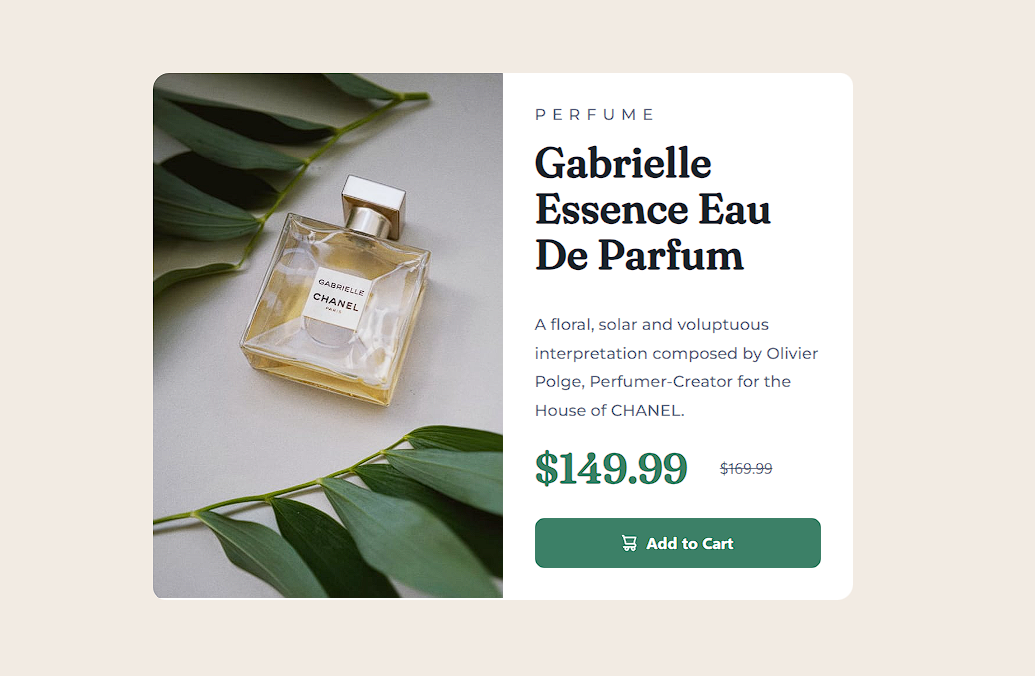 GABRIELLE
CHANEL
PARIS
PERFUME
Gabrielle
Essence Eau
De Parfum
A floral, solar and voluptuous
interpretation composed by Olivier
Polge, Perfumer-Creator for the
House of CHANEL.
$149.99 $169.99
Add to Cart